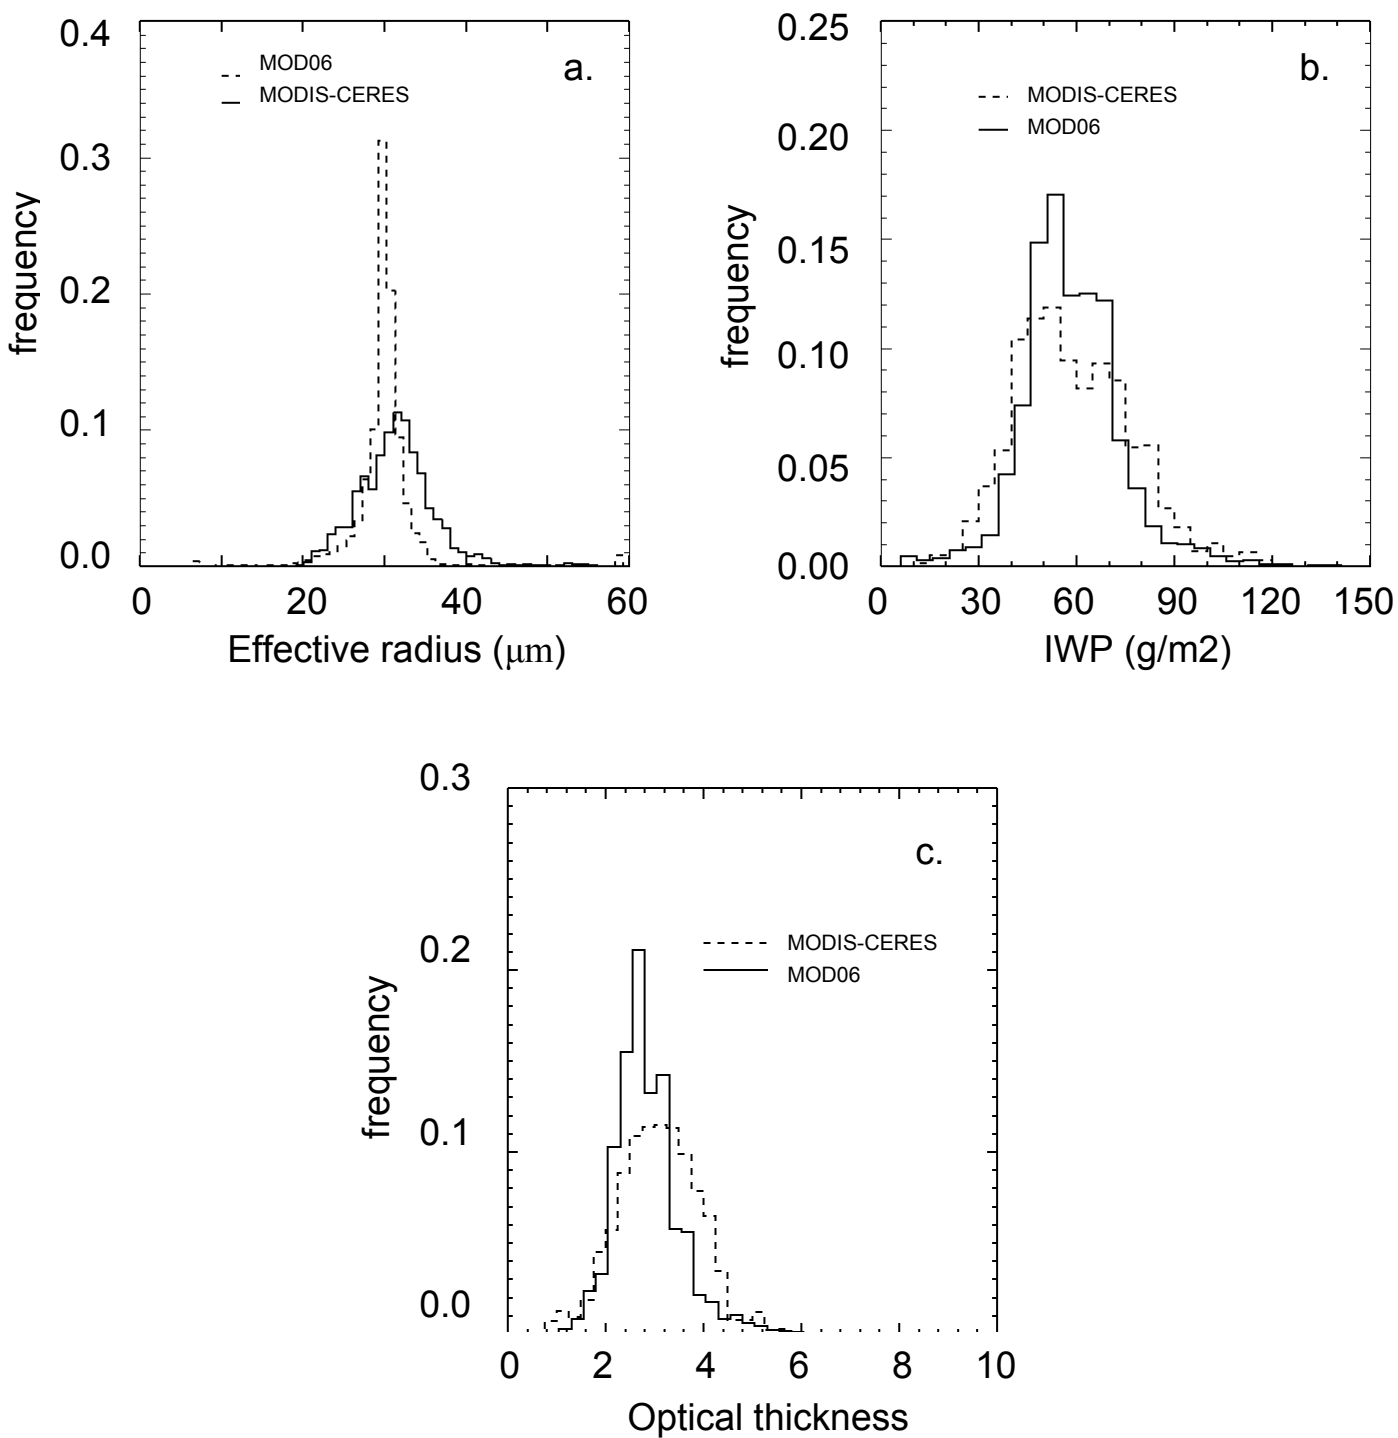 0.4
0.3
0.2
0.1
0.0
frequency
MOD06
MODIS-CERES
a.
0 20 40 60
Effective radius (μm)
0.25
0.20
0.15
0.10
0.05
0.00
frequency
b.
MODIS-CERES
MOD06
0 30 60 90 120 150
IWP (g/m2)
0.3
0.2
0.1
0.0
frequency
c.
MODIS-CERES
MOD06
0 2 4 6 8 10
Optical thickness